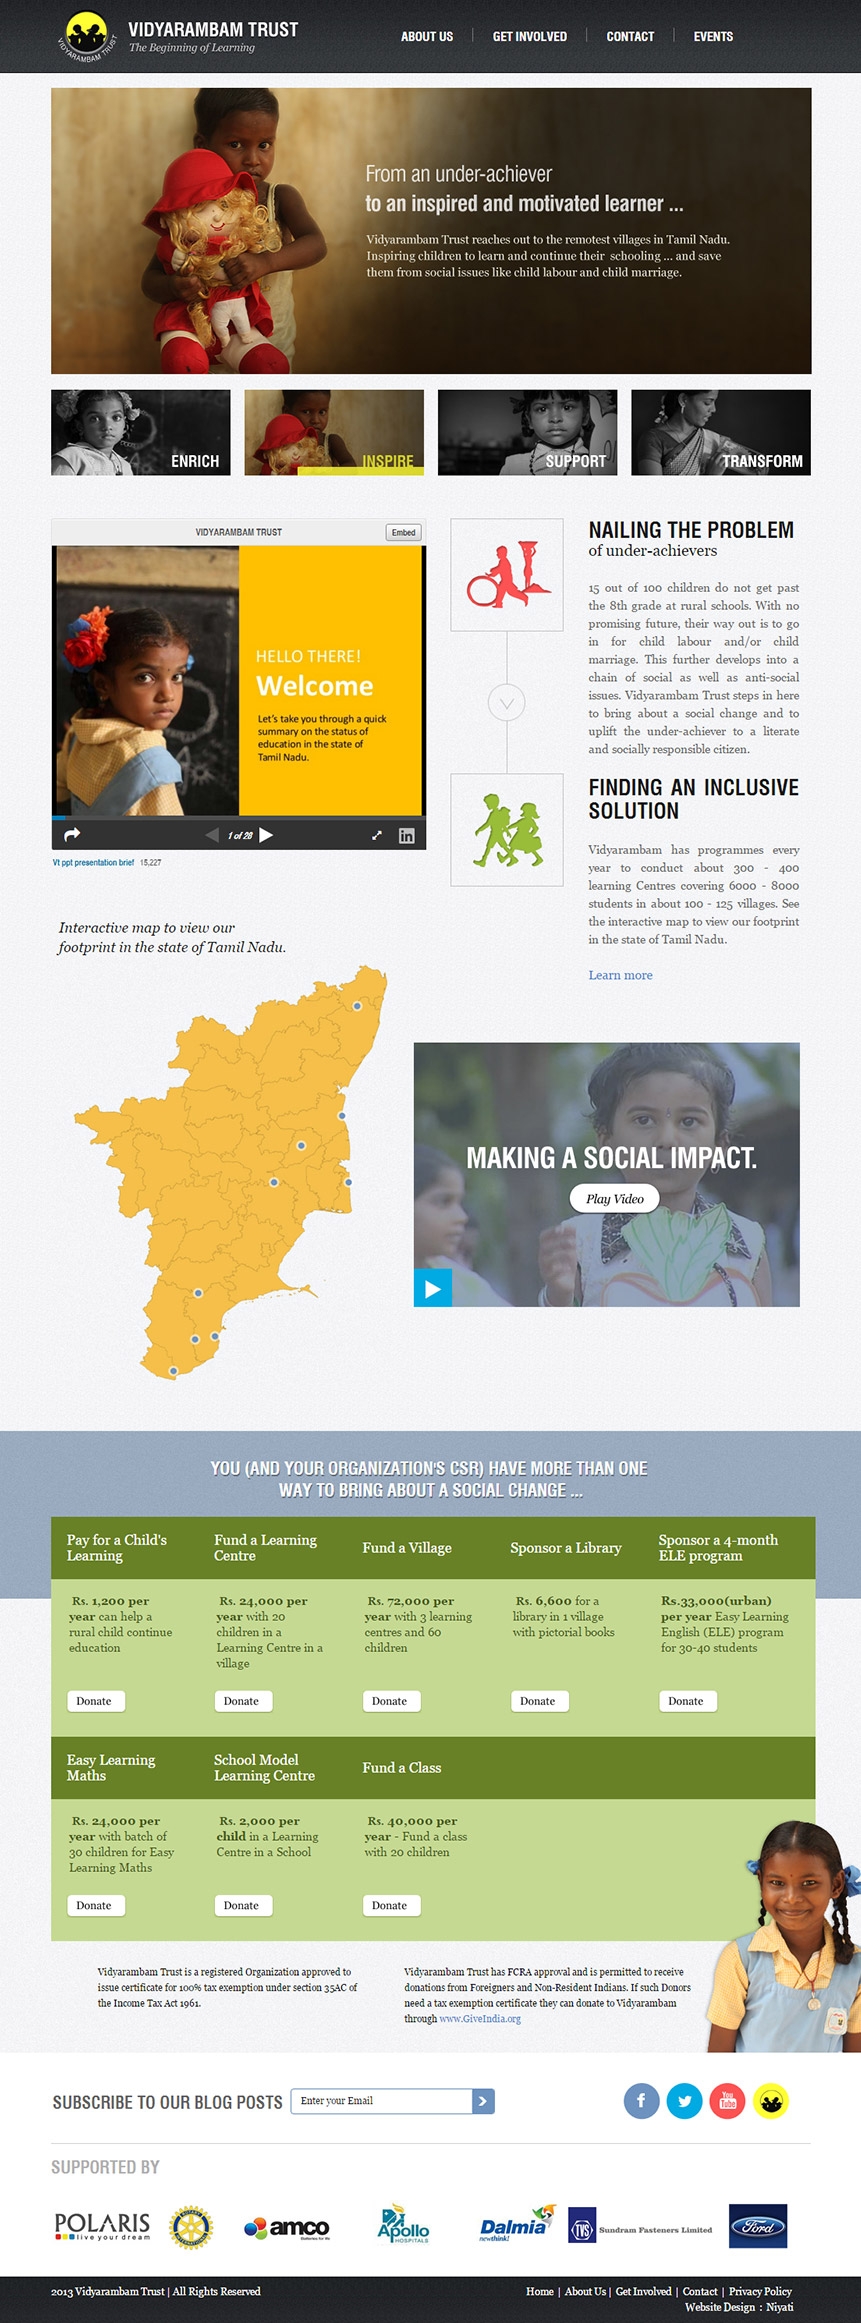 VIDYARAMBAM TRUST
VIDYARAMBAM TRUST
The Beginning of Learning
ABOUT US
GET INVOLVED
CONTACT
EVENTS
From an under-achiever
to an inspired and motivated learner ...
Vidyarambam Trust reaches out to the remotest villages in Tamil Nadu.
Inspiring children to learn and continue their schooling ... and save
them from social issues like child labour and child marriage.
ENRICH
INSPIRE
SUPPORT
TRANSFORM
VIDYARAMBAM TRUST
Embed
HELLO THERE!
Welcome
Let's take you through a quick
summary on the status of
education in the state of
Tamil Nadu.
1 of 28
in
Vt ppt presentation brief 15,227
NAILING THE PROBLEM
of under-achievers
15 out of 100 children do not get past
the 8th grade at rural schools. With no
promising future, their way out is to go
in for child labour and/or child
marriage. This further develops into a
chain of social as well as anti-social
issues. Vidyarambam Trust steps in here
to bring about a social change and to
uplift the under-achiever to a literate
and socially responsible citizen.
FINDING AN INCLUSIVE
SOLUTION
Vidyarambam has programmes every
year to conduct about 300 - 400
learning Centres covering 6000 - 8000
students in about 100 - 125 villages. See
the interactive map to view our footprint
in the state of Tamil Nadu.
Learn more
Interactive map to view our
footprint in the state of Tamil Nadu.
MAKING A SOCIAL IMPACT.
Play Video
YOU (AND YOUR ORGANIZATION'S CSR) HAVE MORE THAN ONE
WAY TO BRING ABOUT A SOCIAL CHANGE ...
Pay for a Child's
Learning
Rs. 1,200 per
year can help a
rural child continue
education
Donate
Fund a Learning
Centre
Rs. 24,000 per
year with 20
children in a
Learning Centre in a
village
Donate
Fund a Village
Rs. 72,000 per
year with 3 learning
centres and 60
children
Donate
Sponsor a Library
Rs. 6,600 for a
library in 1 village
with pictorial books
Donate
Sponsor a 4-month
ELE program
Rs.33,000(urban)
per year Easy Learning
English (ELE) program
for 30-40 students
Donate
Easy Learning
Maths
Rs. 24,000 per
year with batch of
30 children for Easy
Learning Maths
Donate
School Model
Learning Centre
Rs. 2,000 per
child in a Learning
Centre in a School
Donate
Fund a Class
Rs. 40,000 per
year - Fund a class
with 20 children
Donate
Vidyarambam Trust is a registered Organization approved to
issue certificate for 100% tax exemption under section 35AC of
the Income Tax Act 1961.
Vidyarambam Trust has FCRA approval and is permitted to receive
donations from Foreigners and Non-Resident Indians. If such Donors
need a tax exemption certificate they can donate to Vidyarambam
through www.GiveIndia.org
SUBSCRIBE TO OUR BLOG POSTS
Enter your Email
f
You
Tube
SUPPORTED BY
POLARIS
live your dream
amco
Apollo
HOSPITALS
Dalmia
newthink!
TVS
Sundram Fasteners Limited
Ford
2013 Vidyarambam Trust | All Rights Reserved
Home | About Us | Get Involved | Contact | Privacy Policy
Website Design : Niyati